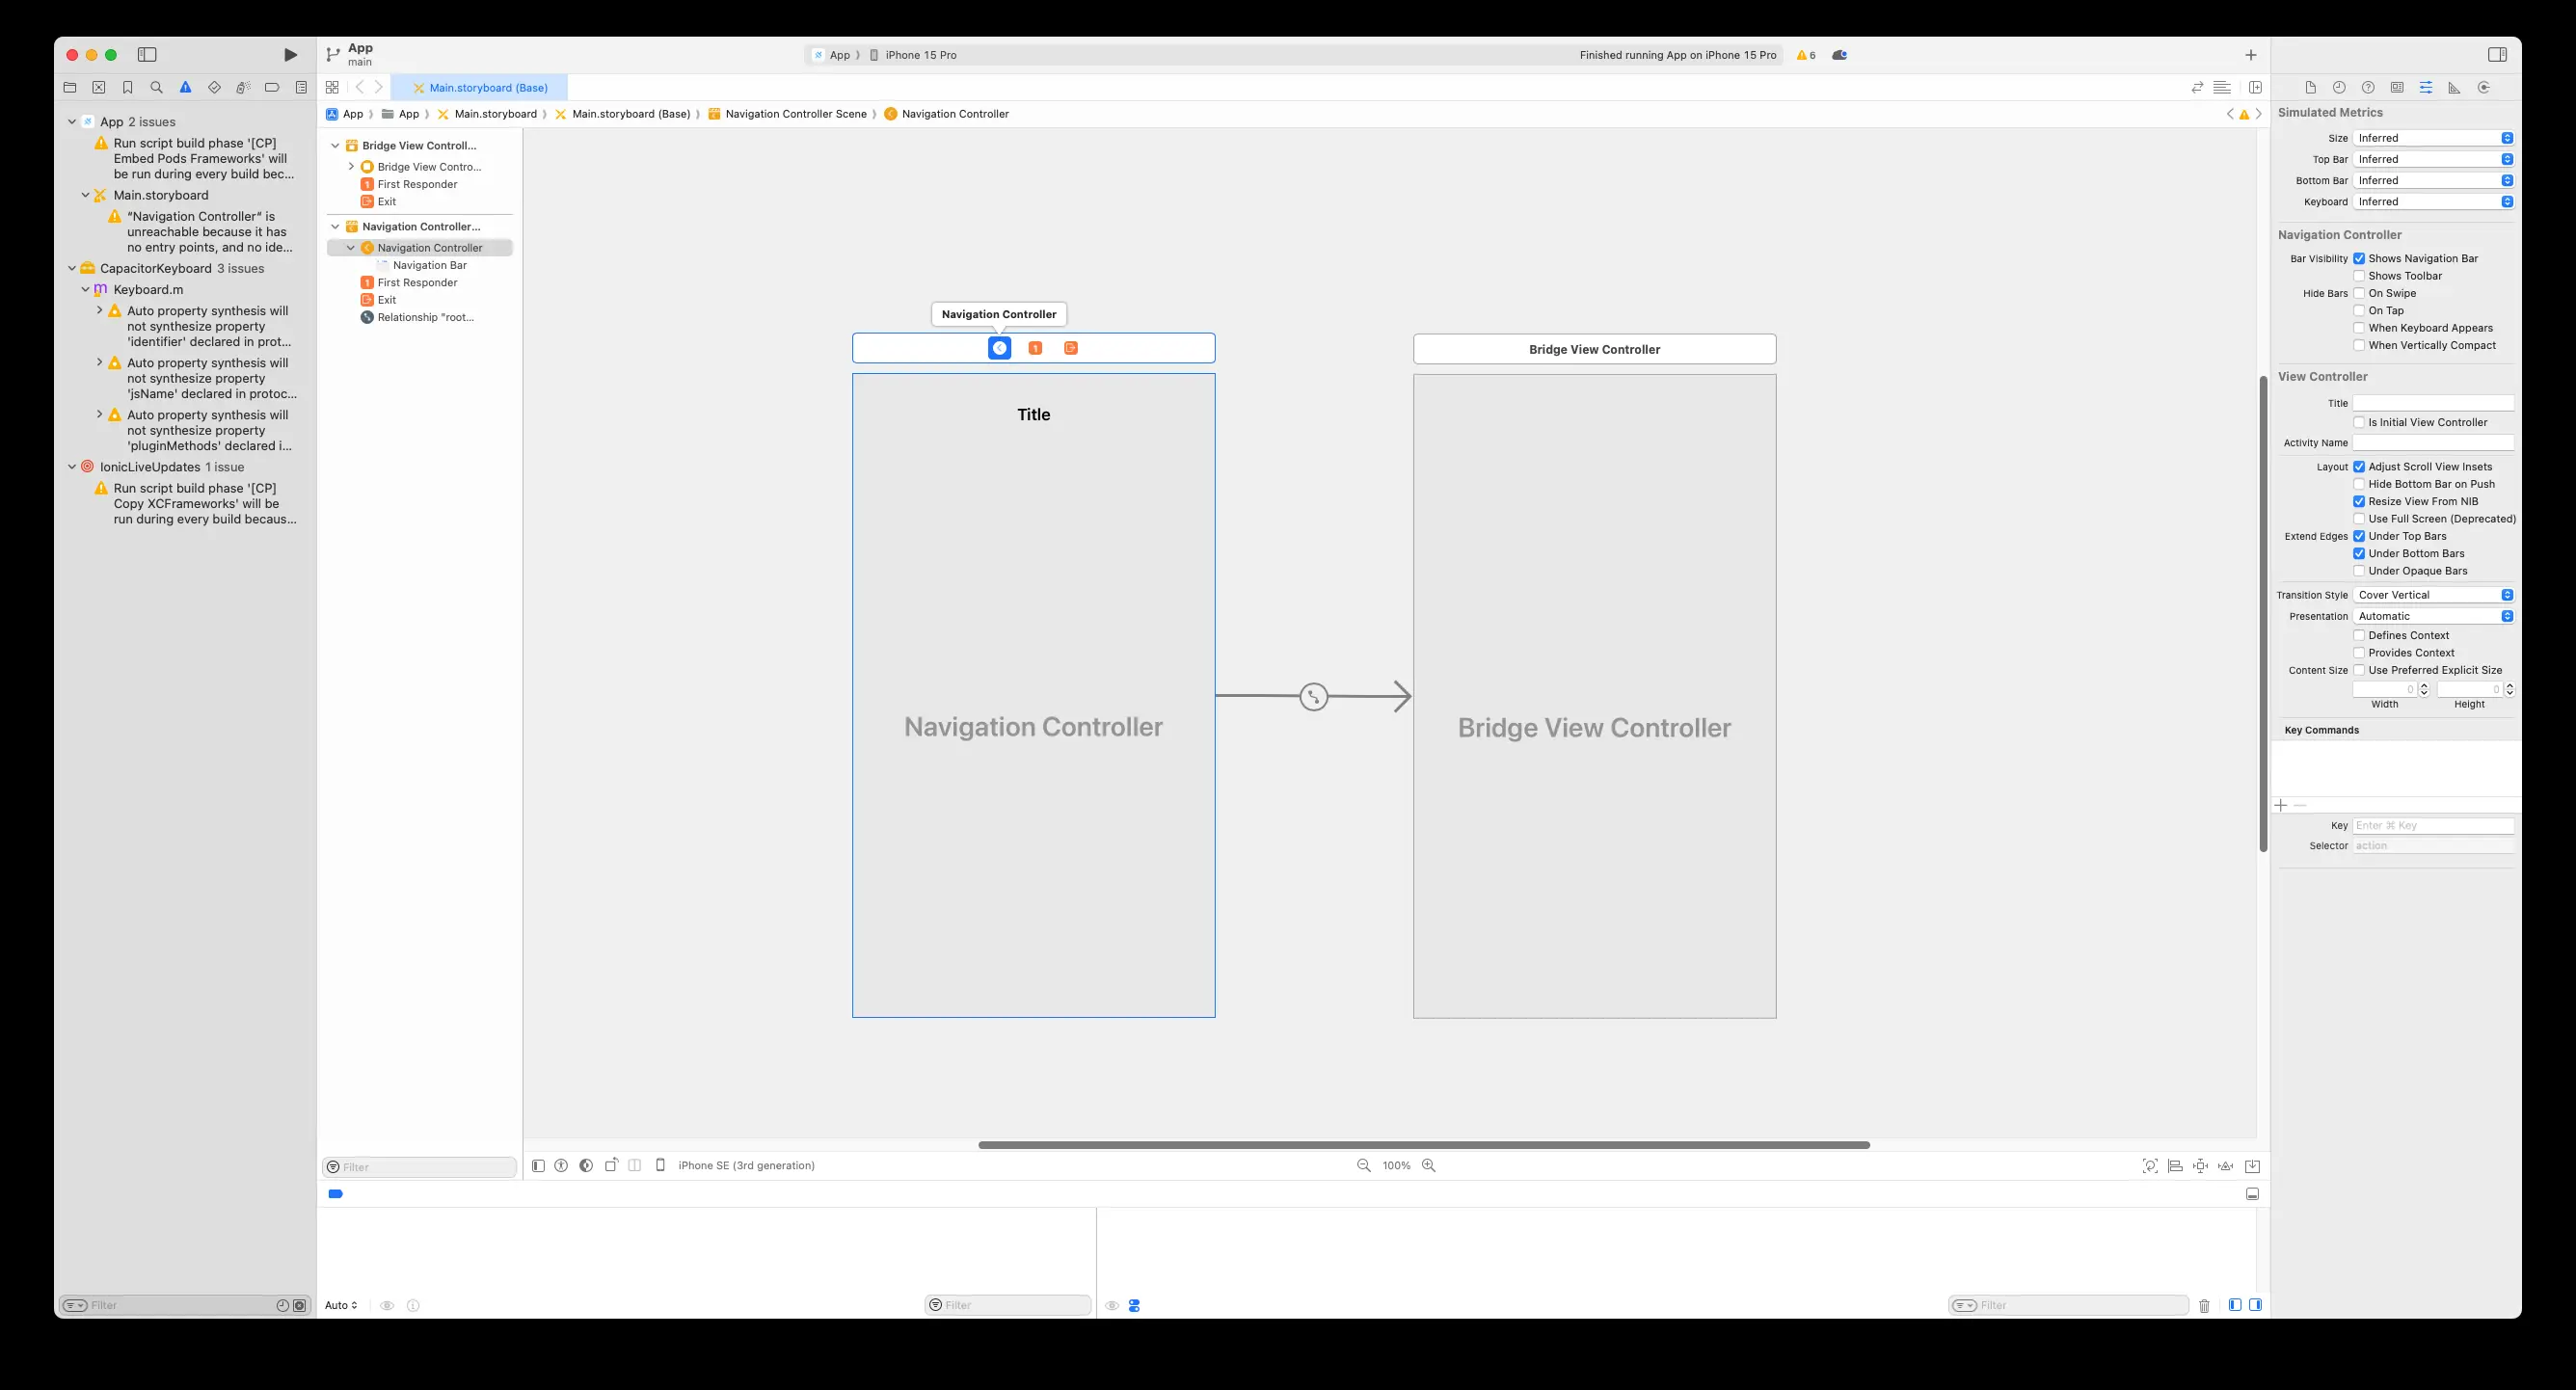 App
main
App
iPhone 15 Pro
Finished running App on iPhone 15 Pro
6
Main.storyboard (Base)
App
App
Main.storyboard
Main.storyboard (Base)
Navigation Controller Scene
Navigation Controller
App 2 issues
Run script build phase '[CP]
Embed Pods Frameworks' will
be run during every build bec...
Main.storyboard
“Navigation Controller“ is
unreachable because it has
no entry points, and no ide...
CapacitorKeyboard 3 issues
Keyboard.m
Auto property synthesis will
not synthesize property
'identifier' declared in prot...
Auto property synthesis will
not synthesize property
'jsName' declared in protoc...
Auto property synthesis will
not synthesize property
'pluginMethods' declared i...
IonicLiveUpdates 1 issue
Run script build phase '[CP]
Copy XCFrameworks' will be
run during every build becaus...
Filter
Bridge View Controll...
Bridge View Contro...
1 First Responder
Exit
Navigation Controller...
Navigation Controller
Navigation Bar
1 First Responder
Exit
Relationship "root...
Filter
Navigation Controller
1
Title
Navigation Controller
Bridge View Controller
Bridge View Controller
iPhone SE (3rd generation)
100%
Auto
Filter
Filter
Simulated Metrics
Size Inferred
Top Bar Inferred
Bottom Bar Inferred
Keyboard Inferred
Navigation Controller
Bar Visibility Shows Navigation Bar
Shows Toolbar
Hide Bars On Swipe
On Tap
When Keyboard Appears
When Vertically Compact
View Controller
Title
Is Initial View Controller
Activity Name
Layout Adjust Scroll View Insets
Hide Bottom Bar on Push
Resize View From NIB
Use Full Screen (Deprecated)
Extend Edges Under Top Bars
Under Bottom Bars
Under Opaque Bars
Transition Style Cover Vertical
Presentation Automatic
Defines Context
Provides Context
Content Size Use Preferred Explicit Size
0 0
Width Height
Key Commands
Key Enter ⌘ Key
Selector action